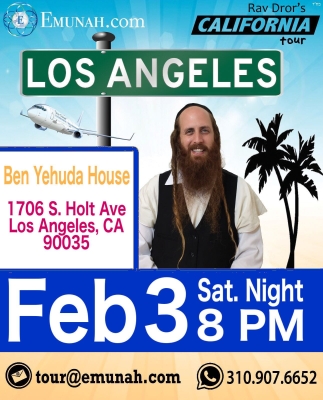 EMUNAH.com
Rav Dror's
CALIFORNIA
tour
LOS ANGELES
Ben Yehuda House
1706 S. Holt Ave
Los Angeles, CA
90035
Feb 3
Sat. Night
8 PM
tour@emunah.com
310.907.6652